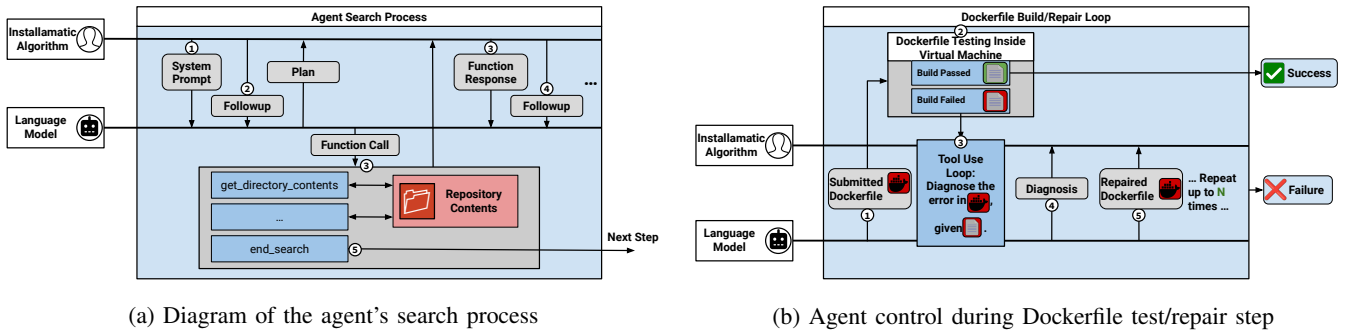 Agent Search Process
Installamatic
Algorithm
1
System
Prompt
2
Followup
Plan
3
Function
Response
4
Followup
...
Language
Model
Function Call
3
get_directory_contents
...
end_search
5
Repository
Contents
Next Step
(a) Diagram of the agent's search process
Dockerfile Build/Repair Loop
2
Dockerfile Testing Inside
Virtual Machine
Build Passed
Build Failed
Success
Installamatic
Algorithm
3
Tool Use
Loop:
Diagnose the
error in ,
given .
Submitted
Dockerfile
1
Diagnosis
4
Repaired
Dockerfile
5
... Repeat
up to N
times ...
Failure
Language
Model
(b) Agent control during Dockerfile test/repair step